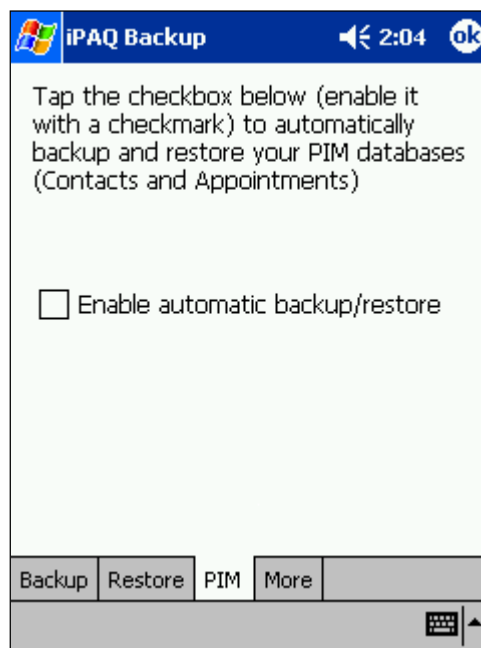 iPAQ Backup 2:04 ok
Tap the checkbox below (enable it
with a checkmark) to automatically
backup and restore your PIM databases
(Contacts and Appointments)
Enable automatic backup/restore
Backup Restore PIM More